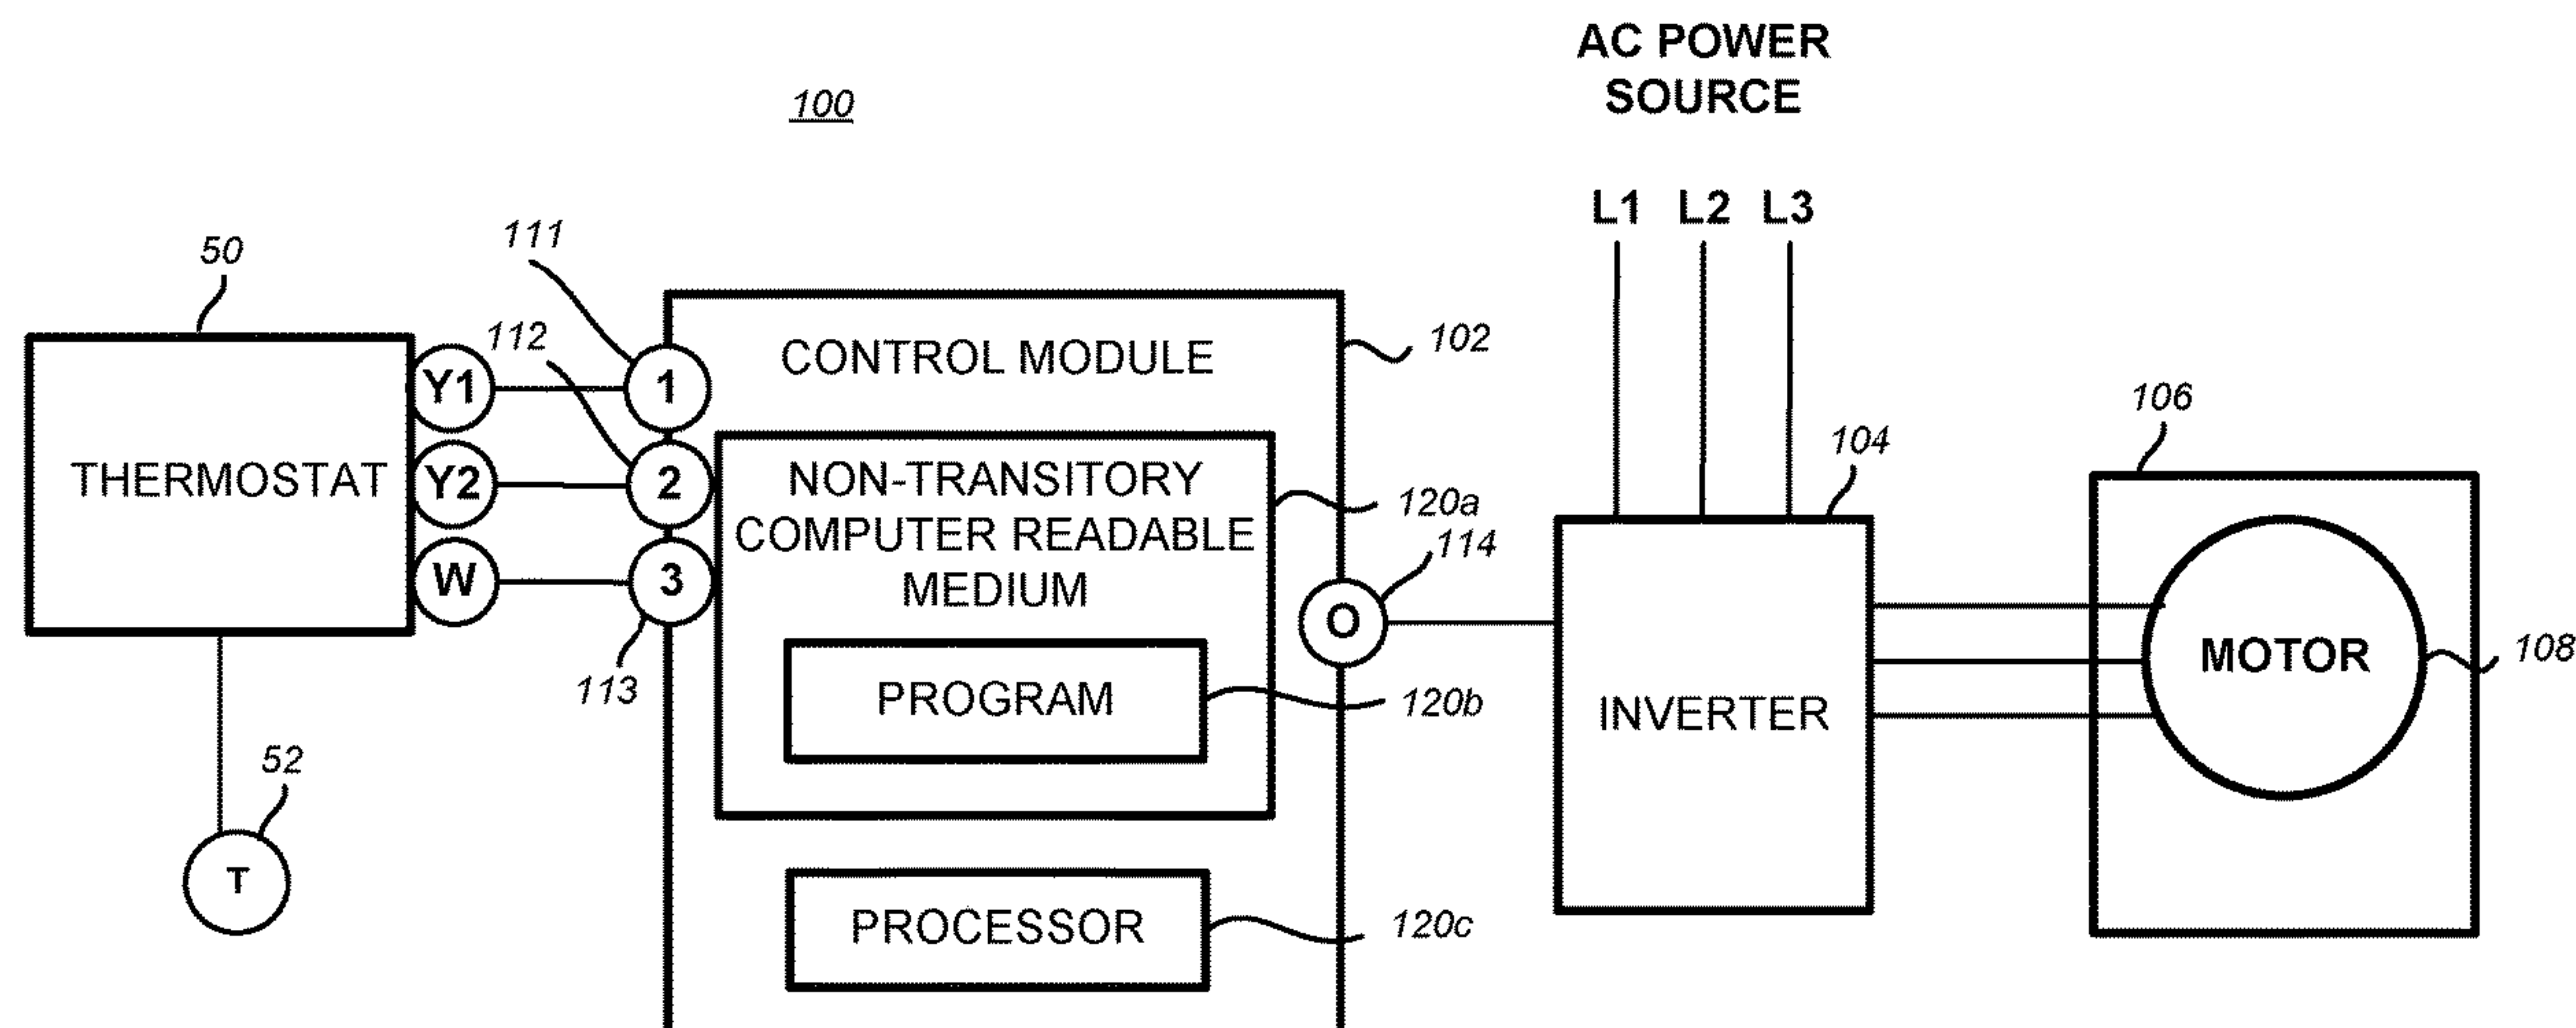 AC POWER
SOURCE
100
L1 L2 L3
111
50
112
102
CONTROL MODULE
Y1
1
106
104
THERMOSTAT
Y2
2
NON-TRANSITORY
COMPUTER READABLE
MEDIUM
120a
114
W
3
O
113
PROGRAM
120b
INVERTER
MOTOR
108
52
T
PROCESSOR
120c